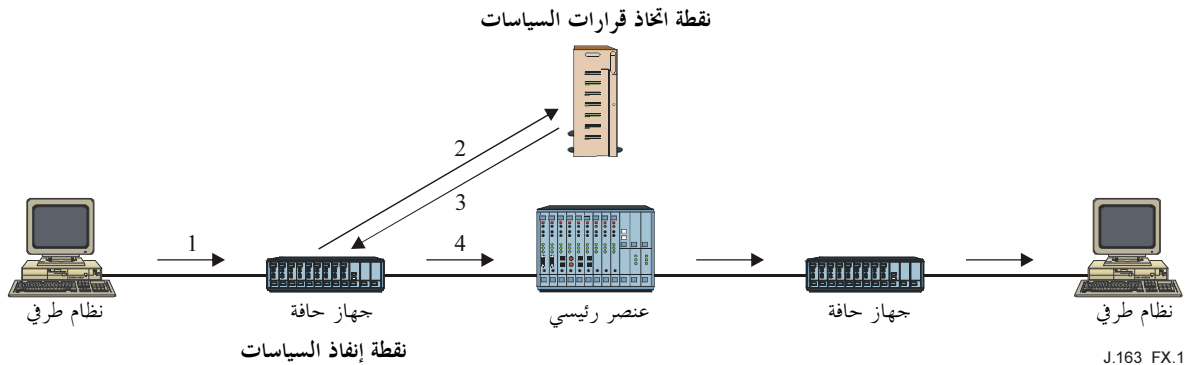 نقطة اتخاذ قرارات السياسات
2
3
1
4
نظام طرفي
جهاز حافة
عنصر رئيسي
جهاز حافة
نظام طرفي
نقطة إنفاذ السياسات
J.163 FX.1